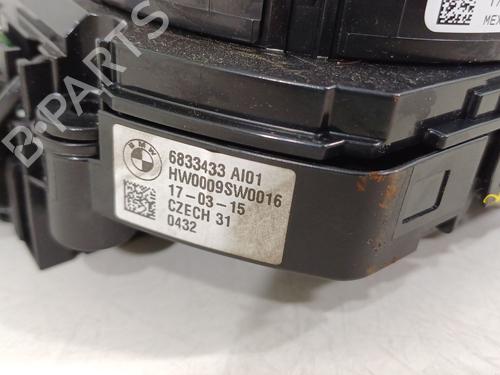 B-PARTS
BMW
6833433 AI01
HW0009SW0016
17-03-15
CZECH 31
0432